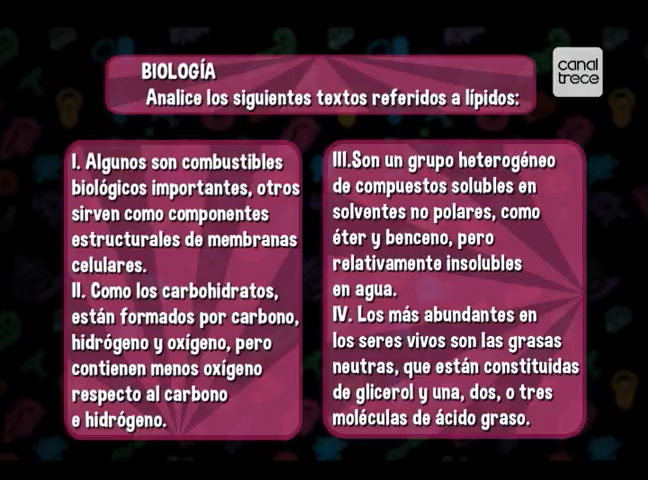 BIOLOGÍA
Analice los siguientes textos referidos a lípidos:
canal
trece
I. Algunos son combustibles
biológicos importantes, otros
sirven como componentes
estructurales de membranas
celulares.
II. Como los carbohidratos,
están formados por carbono,
hidrógeno y oxígeno, pero
contienen menos oxígeno
respecto al carbono
e hidrógeno.
III.Son un grupo heterogéneo
de compuestos solubles en
solventes no polares, como
éter y benceno, pero
relativamente insolubles
en agua.
IV. Los más abundantes en
los seres vivos son las grasas
neutras, que están constituidas
de glicerol y una, dos, o tres
moléculas de ácido graso.